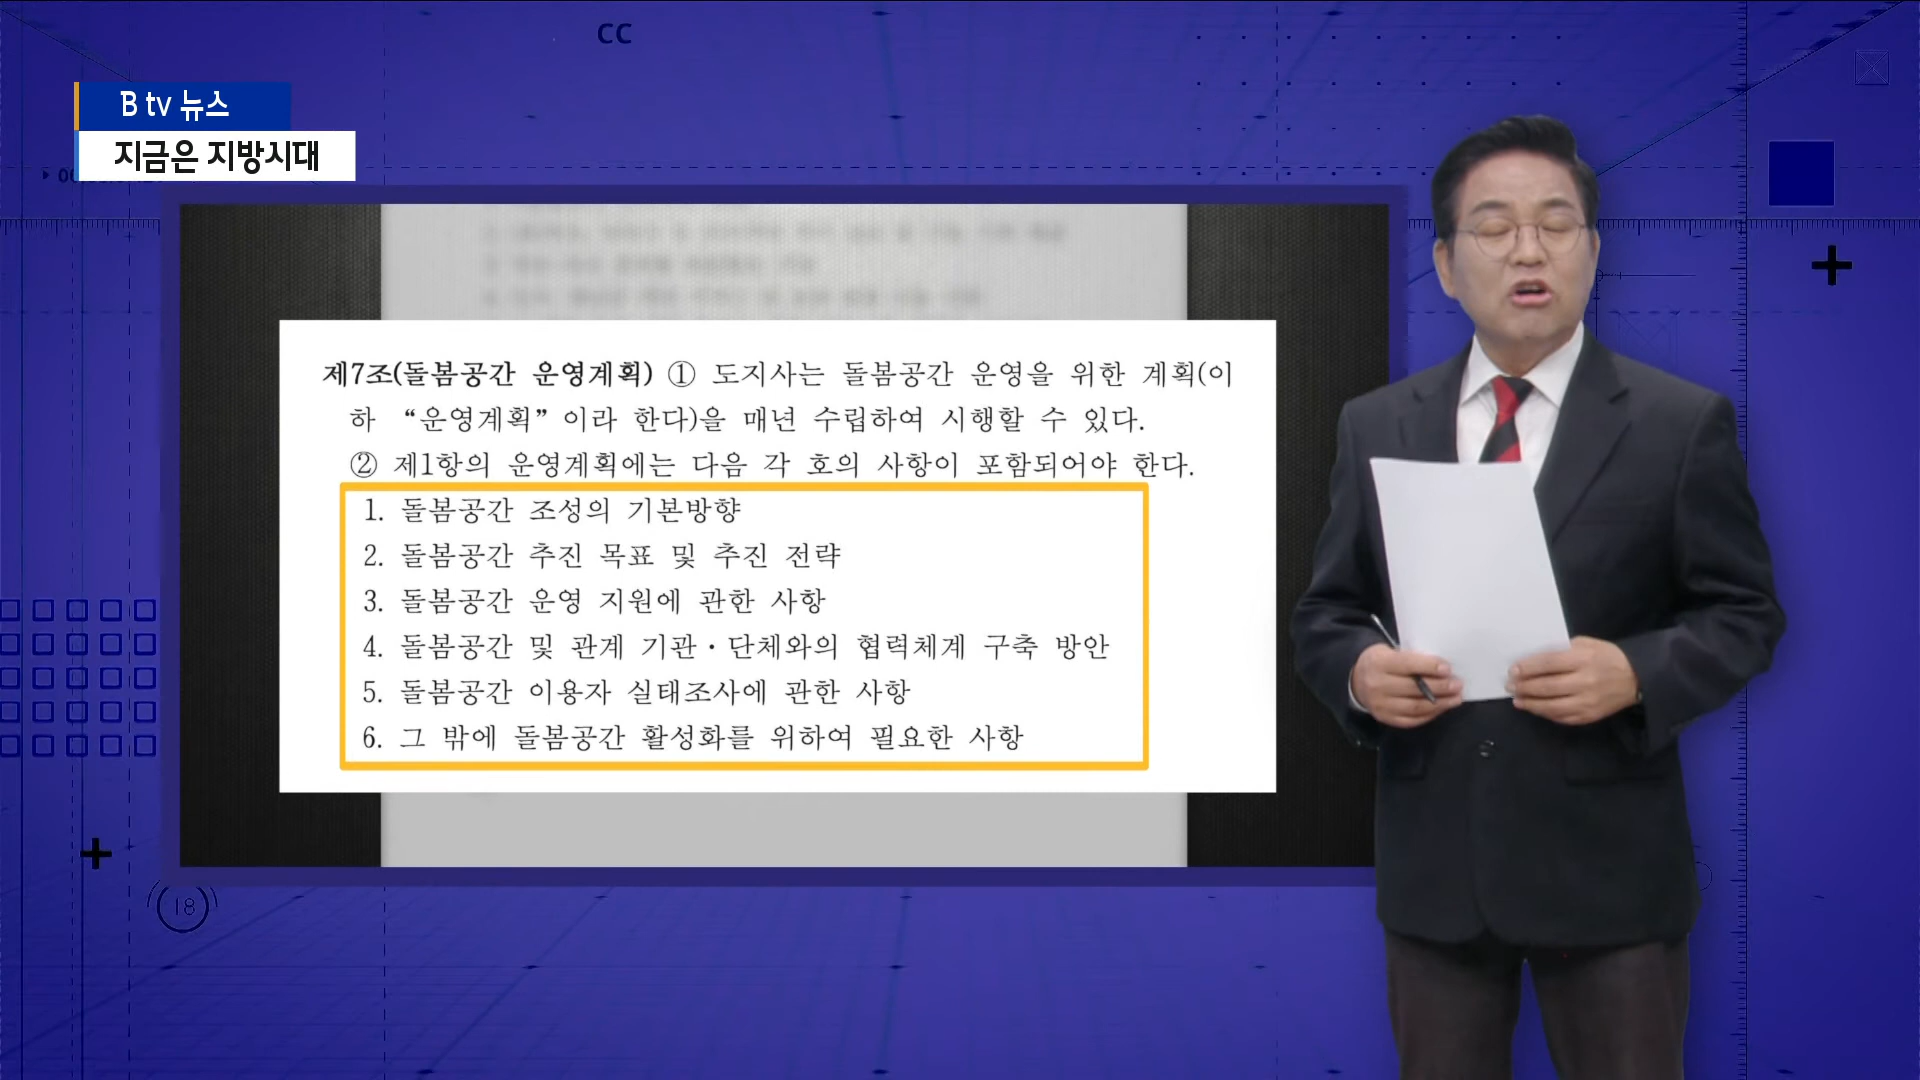 CC
B tv 뉴스
지금은 지방시대
제7조(돌봄공간 운영계획) ① 도지사는 돌봄공간 운영을 위한 계획(이
하 “운영계획”이라 한다)을 매년 수립하여 시행할 수 있다.
② 제1항의 운영계획에는 다음 각 호의 사항이 포함되어야 한다.
1. 돌봄공간 조성의 기본방향
2. 돌봄공간 추진 목표 및 추진 전략
3. 돌봄공간 운영 지원에 관한 사항
4. 돌봄공간 및 관계 기관·단체와의 협력체계 구축 방안
5. 돌봄공간 이용자 실태조사에 관한 사항
6. 그 밖에 돌봄공간 활성화를 위하여 필요한 사항
18